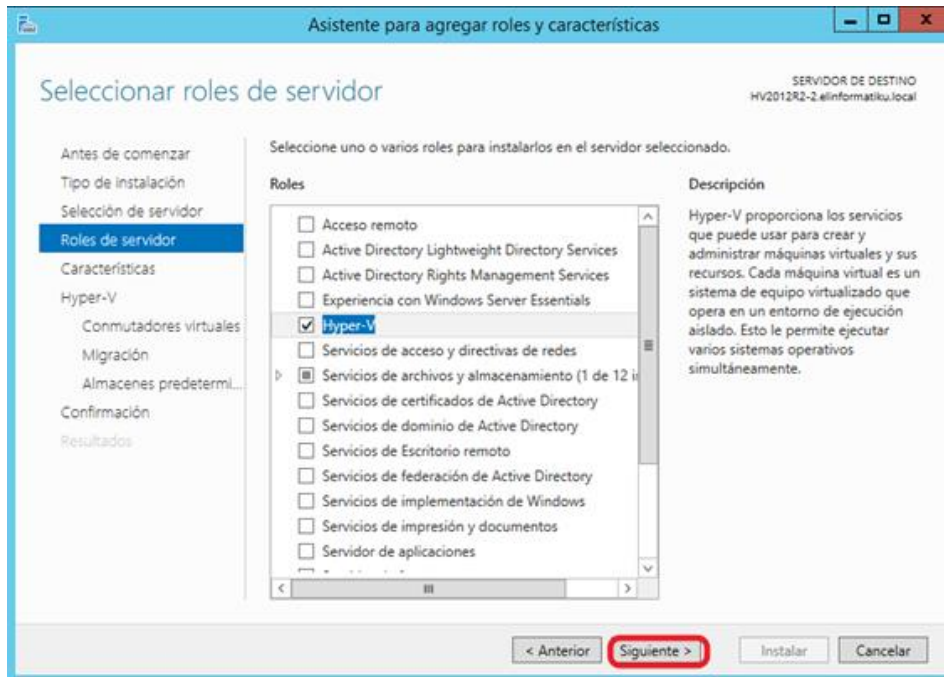 Asistente para agregar roles y características
Seleccionar roles de servidor
SERVIDOR DE DESTINO
HV2012R2-2.elinformatiku.local
Antes de comenzar
Tipo de instalación
Selección de servidor
Roles de servidor
Características
Hyper-V
Conmutadores virtuales
Migración
Almacenes predetermi...
Confirmación
Resultados
Seleccione uno o varios roles para instalarlos en el servidor seleccionado.
Roles
Acceso remoto
Active Directory Lightweight Directory Services
Active Directory Rights Management Services
Experiencia con Windows Server Essentials
Hyper-V
Servicios de acceso y directivas de redes
Servicios de archivos y almacenamiento (1 de 12 i
Servicios de certificados de Active Directory
Servicios de dominio de Active Directory
Servicios de Escritorio remoto
Servicios de federación de Active Directory
Servicios de implementación de Windows
Servicios de impresión y documentos
Servidor de aplicaciones
Descripción
Hyper-V proporciona los servicios
que puede usar para crear y
administrar máquinas virtuales y sus
recursos. Cada máquina virtual es un
sistema de equipo virtualizado que
opera en un entorno de ejecución
aislado. Esto le permite ejecutar
varios sistemas operativos
simultáneamente.
< Anterior
Siguiente >
Instalar
Cancelar